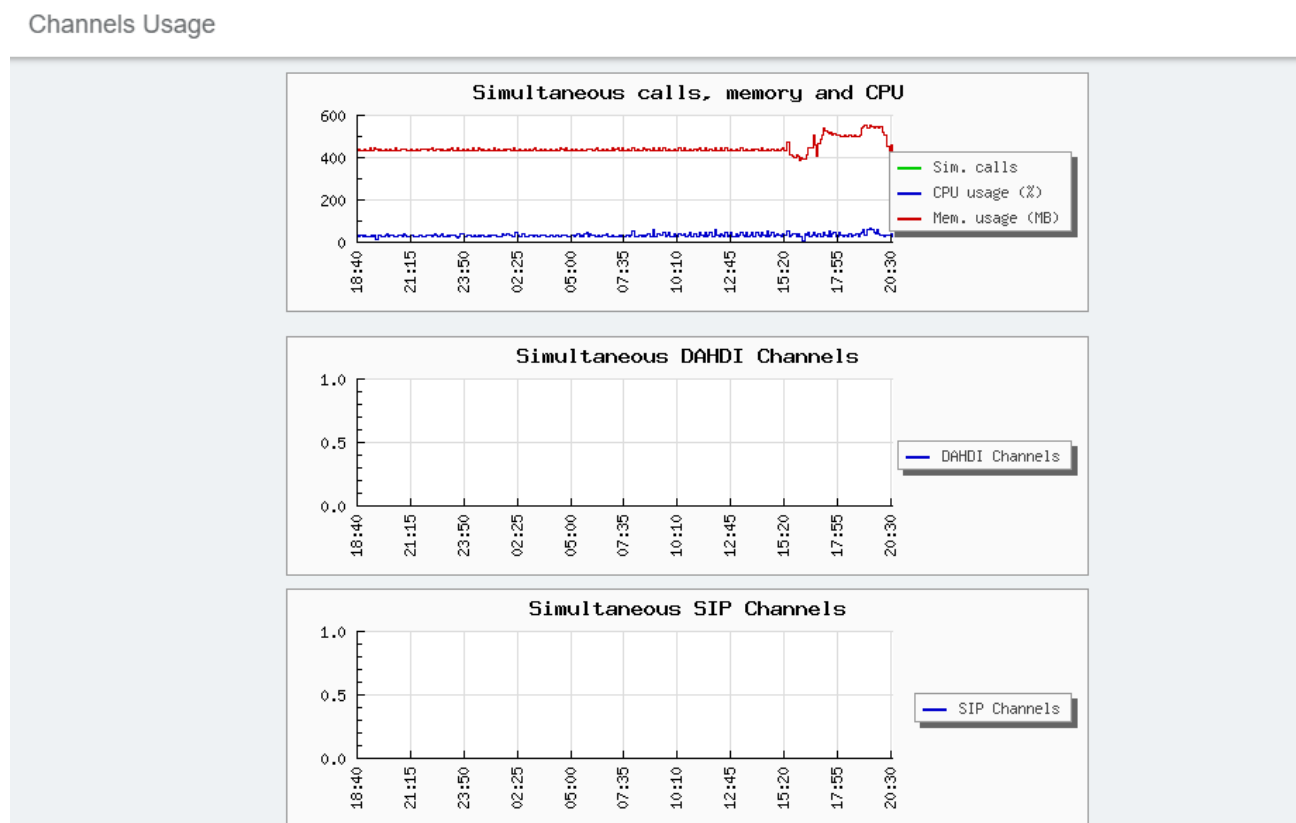 Channels Usage
Simultaneous calls, memory and CPU
600
400
200
0
Sim. calls
CPU usage (%)
Mem. usage (MB)
18:40 21:15 23:50 02:25 05:00 07:35 10:10 12:45 15:20 17:55 20:30
Simultaneous DAHDI Channels
1.0
0.5
0.0
DAHDI Channels
18:40 21:15 23:50 02:25 05:00 07:35 10:10 12:45 15:20 17:55 20:30
Simultaneous SIP Channels
1.0
0.5
0.0
SIP Channels
18:40 21:15 23:50 02:25 05:00 07:35 10:10 12:45 15:20 17:55 20:30